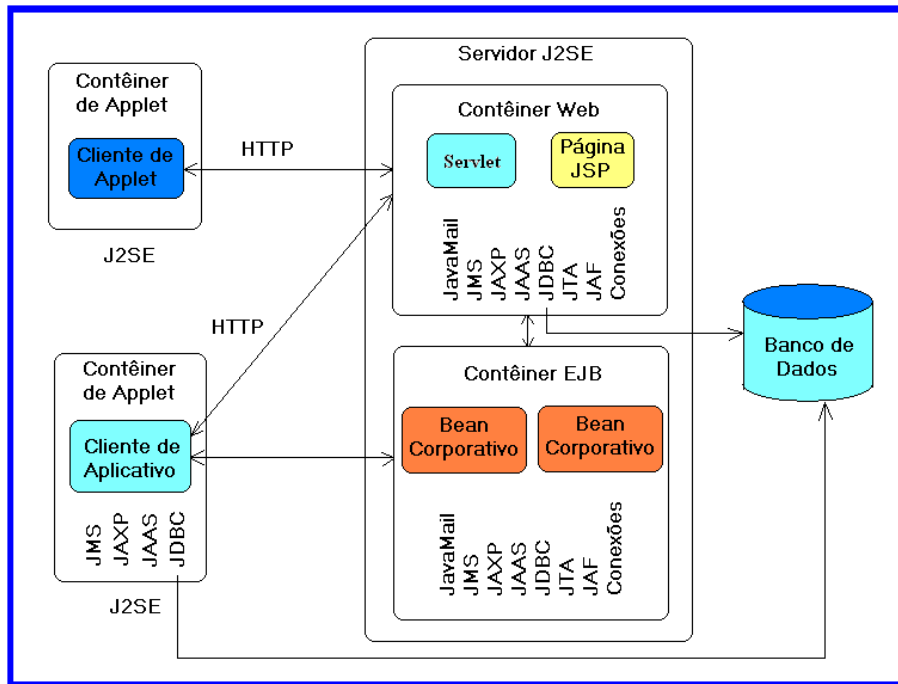 Servidor J2SE
Contêiner
de Applet
Cliente de
Applet
J2SE
HTTP
Contêiner Web
Servlet
Página
JSP
JavaMail
JMS
JAXP
JAAS
JDBC
JTA
JAF
Conexões
HTTP
Banco de
Dados
Contêiner
de Applet
Cliente de
Aplicativo
JMS
JAXP
JAAS
JDBC
J2SE
Contêiner EJB
Bean
Corporativo
Bean
Corporativo
JavaMail
JMS
JAXP
JAAS
JDBC
JTA
JAF
Conexões